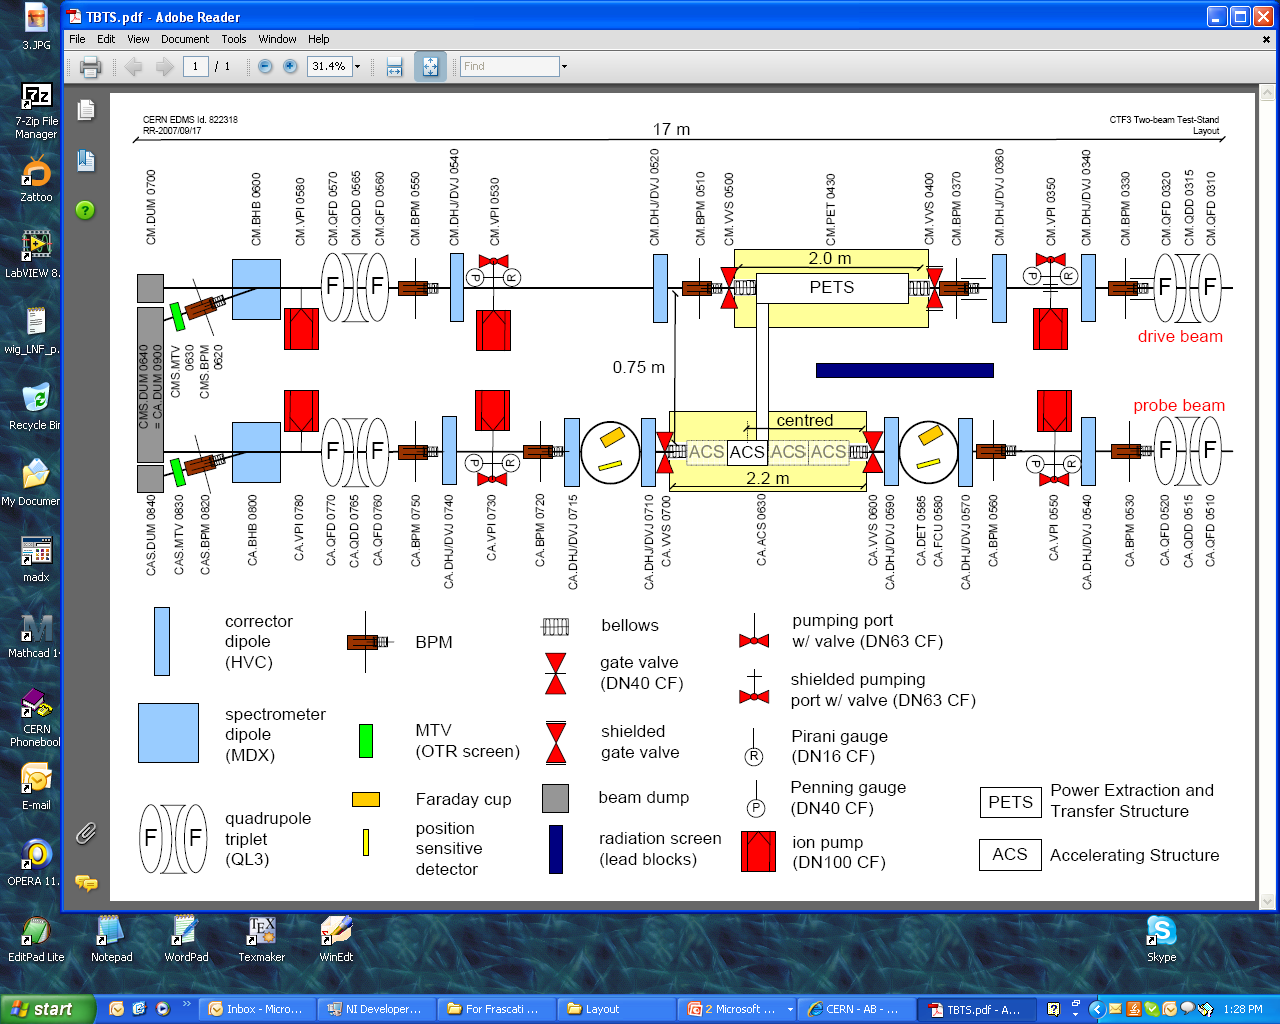 TBTS.pdf - Adobe Reader
File Edit View Document Tools Window Help
1 / 1 31.4% Find
3.JPG
7-Zip File
Manager
Zattoo
LabVIEW 8.
wig_LNF_p.
Recycle Bin
My Documen
madx
Mathcad 1
CERN
Phonebool
E-mail
OPERA 11.
CERN EDMS Id. 822318
RR-2007/09/17
17 m
CTF3 Two-beam Test-Stand
Layout
CM.DUM 0700
CM.BHB 0600
CM.VPI 0580
CM.QFD 0570
CM.QDD 0565
CM.QFD 0560
CM.BPM 0550
CM.DHJ/DVJ 0540
CM.VPI 0530
CM.DHJ/DVJ 0520
CM.BPM 0510
CM.VVS 0500
CM.PET 0430
CM.VVS 0400
CM.BPM 0370
CM.DHJ/DVJ 0360
CM.VPI 0350
CM.DHJ/DVJ 0340
CM.BPM 0330
CM.QFD 0320
CM.QDD 0315
CM.QFD 0310
2.0 m
F F P R PETS P R F F
drive beam
CMS.DUM 0640
= CA.DUM 0900
CMS.MTV
0630
CMS.BPM
0620
0.75 m
probe beam
centred
F F P R ACS ACS ACS ACS P R F F
2.2 m
CAS.DUM 0840
CAS.MTV 0830
CAS.BPM 0820
CA.BHB 0800
CA.VPI 0780
CA.QFD 0770
CA.QDD 0765
CA.QFD 0760
CA.BPM 0750
CA.DHJ/DVJ 0740
CA.VPI 0730
CA.BPM 0720
CA.DHJ/DVJ 0715
CA.DHJ/DVJ 0710
CA.VVS 0700
CA.ACS 0630
CA.VVS 0600
CA.DHJ/DVJ 0590
CA.DET 0585
CA.FCU 0580
CA.DHJ/DVJ 0570
CA.BPM 0560
CA.VPI 0550
CA.DHJ/DVJ 0540
CA.BPM 0530
CA.QFD 0520
CA.QDD 0515
CA.QFD 0510
corrector
dipole
(HVC)
spectrometer
dipole
(MDX)
F F
quadrupole
triplet
(QL3)
BPM
MTV
(OTR screen)
Faraday cup
position
sensitive
detector
bellows
gate valve
(DN40 CF)
shielded
gate valve
beam dump
radiation screen
(lead blocks)
pumping port
w/ valve (DN63 CF)
shielded pumping
port w/ valve (DN63 CF)
R
Pirani gauge
(DN16 CF)
P
Penning gauge
(DN40 CF)
ion pump
(DN100 CF)
PETS
Power Extraction and
Transfer Structure
ACS
Accelerating Structure
EditPad Lite
Notepad
WordPad
Texmaker
WinEdt
Skype
start
Inbox - Micro...
NI Developer...
For Frascati ...
Layout
2 Microsoft ...
CERN - AB - ...
TBTS.pdf - A...
1:28 PM